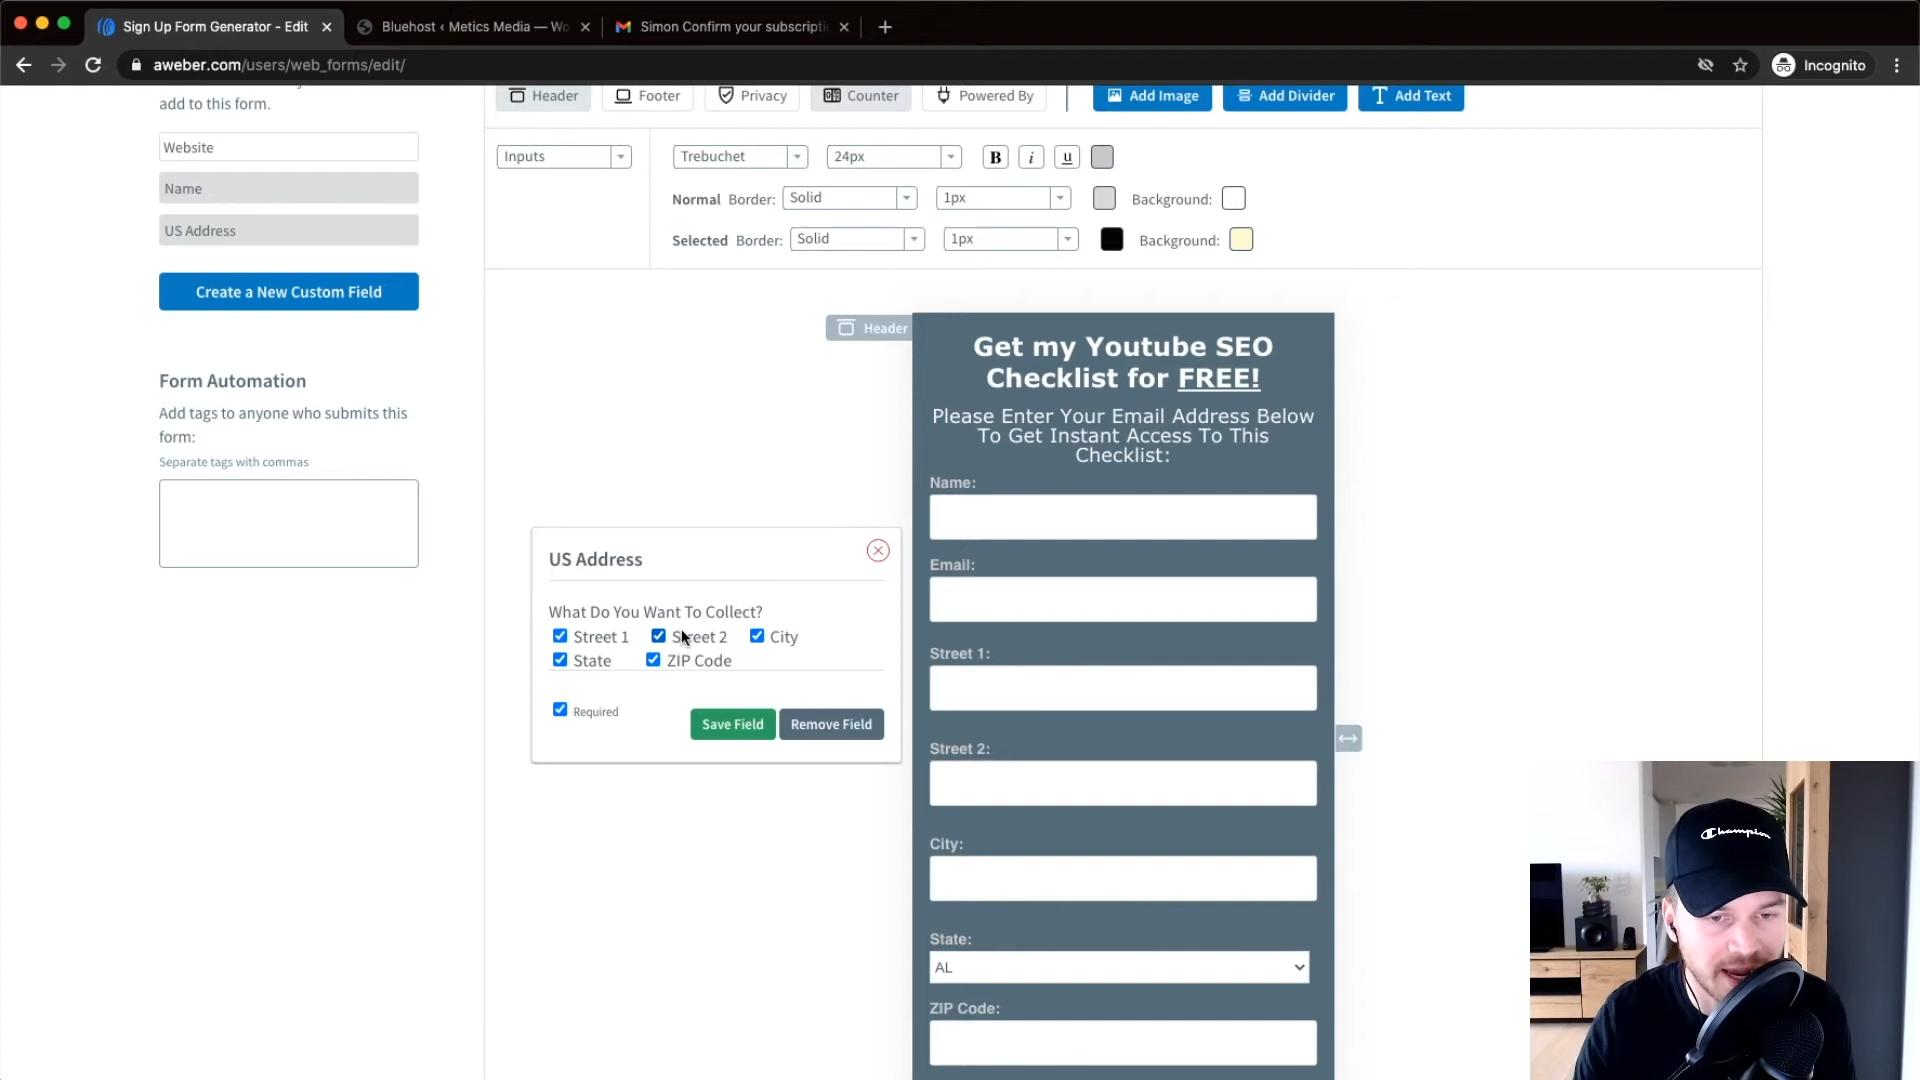 Sign Up Form Generator - Edit
Bluehost ‹ Metics Media — Wo
Simon Confirm your subscripti
aweber.com/users/web_forms/edit/
Incognito
add to this form.
Website
Name
US Address
Create a New Custom Field
Form Automation
Add tags to anyone who submits this
form:
Separate tags with commas
Header
Footer
Privacy
Counter
Powered By
Add Image
Add Divider
Add Text
Inputs
Trebuchet
24px
B
i
u
Normal Border:
Solid
1px
Background:
Selected Border:
Solid
1px
Background:
Header
Get my Youtube SEO
Checklist for FREE!
Please Enter Your Email Address Below
To Get Instant Access To This
Checklist:
Name:
Email:
Street 1:
Street 2:
City:
State:
AL
ZIP Code:
US Address
What Do You Want To Collect?
Street 1
Street 2
City
State
ZIP Code
Required
Save Field
Remove Field
Champion